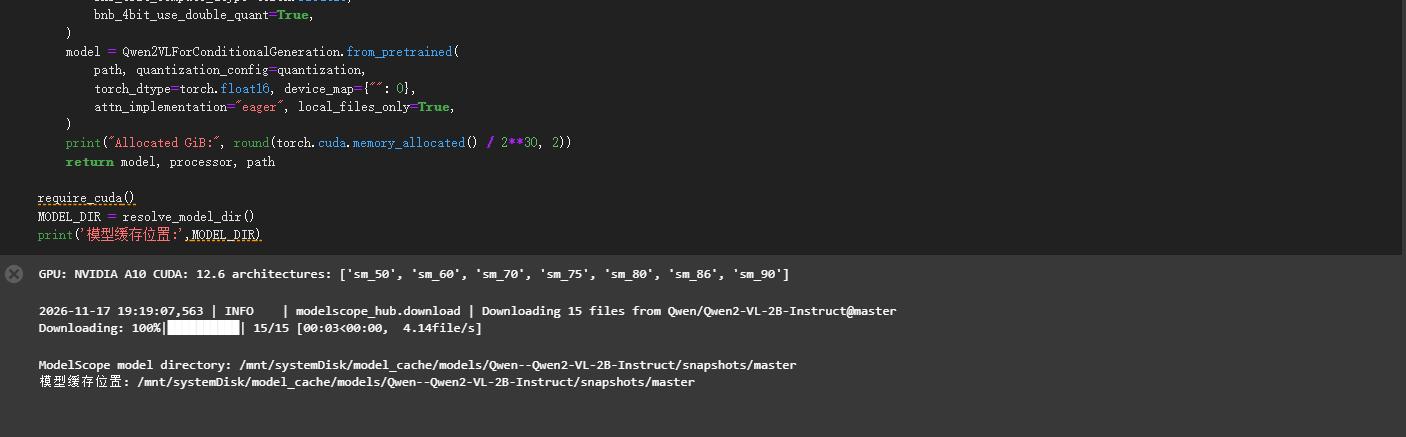 bnb_4bit_use_double_quant=True,
)
model = Qwen2VLForConditionalGeneration.from_pretrained(
path, quantization_config=quantization,
torch_dtype=torch.float16, device_map={"": 0},
attn_implementation="eager", local_files_only=True,
)
print("Allocated GiB:", round(torch.cuda.memory_allocated() / 2**30, 2))
return model, processor, path
require_cuda()
MODEL_DIR = resolve_model_dir()
print('模型缓存位置:',MODEL_DIR)
GPU: NVIDIA A10 CUDA: 12.6 architectures: ['sm_50', 'sm_60', 'sm_70', 'sm_75', 'sm_80', 'sm_86', 'sm_90']
2026-11-17 19:19:07,563 | INFO | modelscope_hub.download | Downloading 15 files from Qwen/Qwen2-VL-2B-Instruct@master
Downloading: 100%|██████████| 15/15 [00:03<00:00, 4.14file/s]
ModelScope model directory: /mnt/systemDisk/model_cache/models/Qwen--Qwen2-VL-2B-Instruct/snapshots/master
模型缓存位置: /mnt/systemDisk/model_cache/models/Qwen--Qwen2-VL-2B-Instruct/snapshots/master